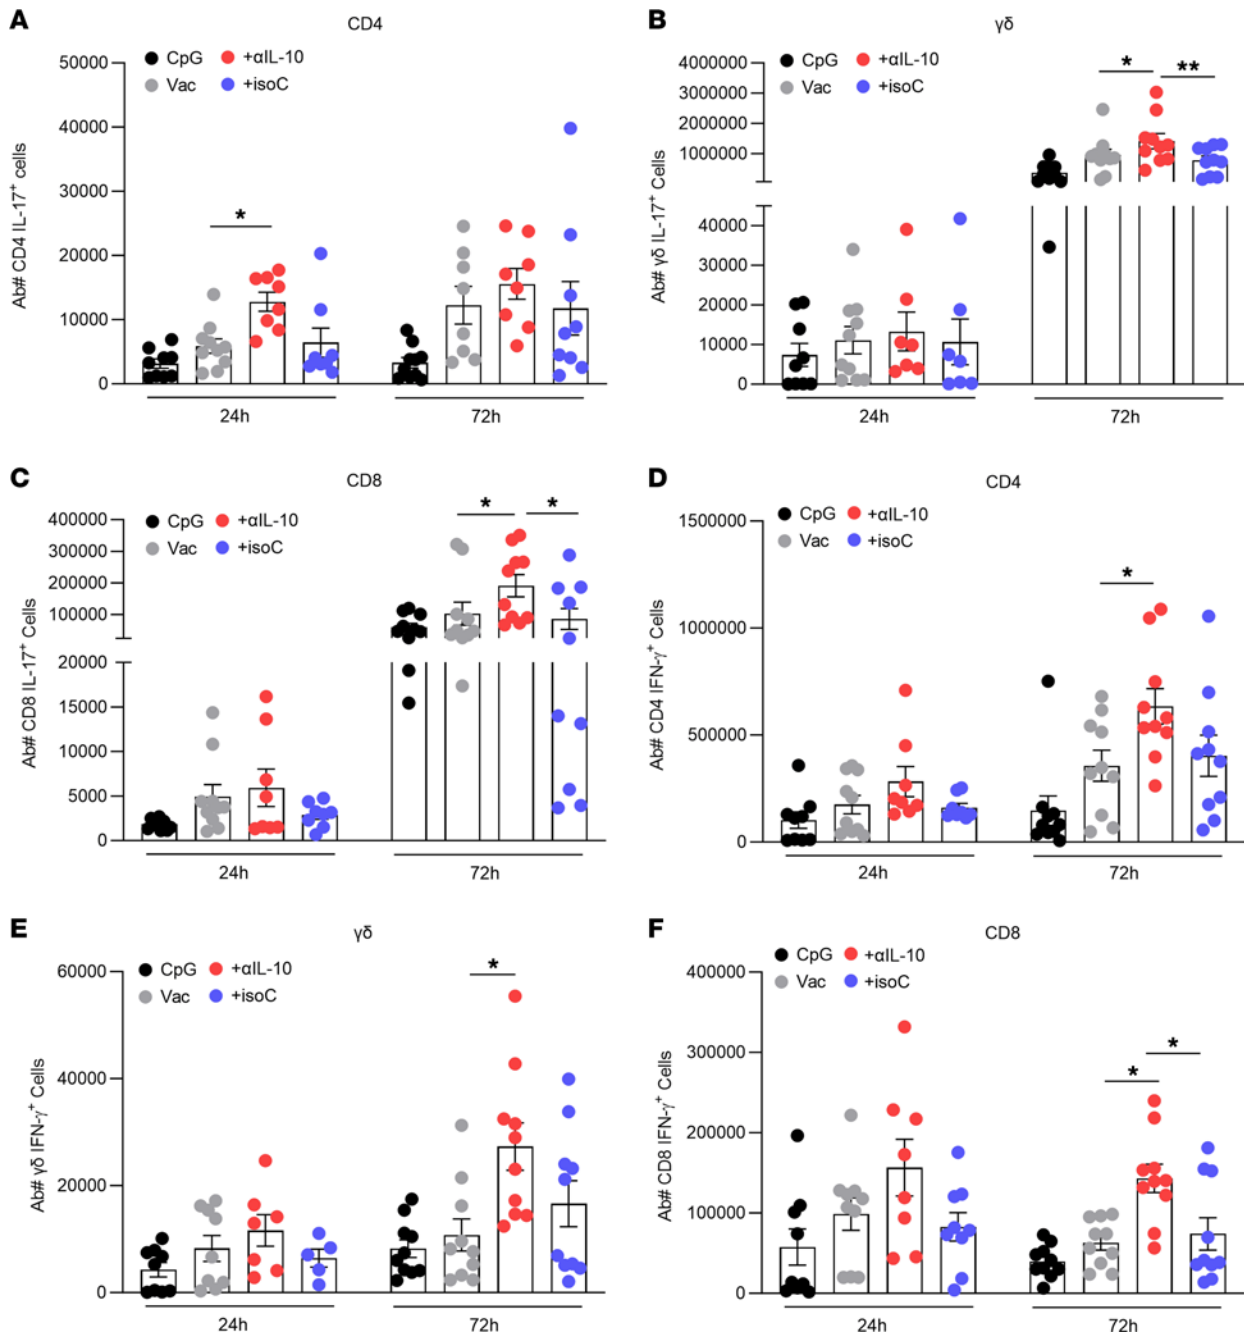 A
CD4
CpG
+αIL-10
Vac
+isoC
50000
40000
30000
20000
10000
0
Ab# CD4 IL-17⁺ cells
*
24h
72h
B
γδ
CpG
+αIL-10
Vac
+isoC
4000000
3000000
2000000
1000000
40000
30000
20000
10000
0
Ab# γδ IL-17⁺ Cells
*
**
24h
72h
C
CD8
CpG
+αIL-10
Vac
+isoC
400000
300000
200000
100000
20000
15000
10000
5000
0
Ab# CD8 IL-17⁺ Cells
*
*
24h
72h
D
CD4
CpG
+αIL-10
Vac
+isoC
1500000
1000000
500000
0
Ab# CD4 IFN-γ⁺ Cells
*
24h
72h
E
γδ
CpG
+αIL-10
Vac
+isoC
60000
40000
20000
0
Ab# γδ IFN-γ⁺ Cells
*
24h
72h
F
CD8
CpG
+αIL-10
Vac
+isoC
400000
300000
200000
100000
0
Ab# CD8 IFN-γ⁺ Cells
*
*
24h
72h